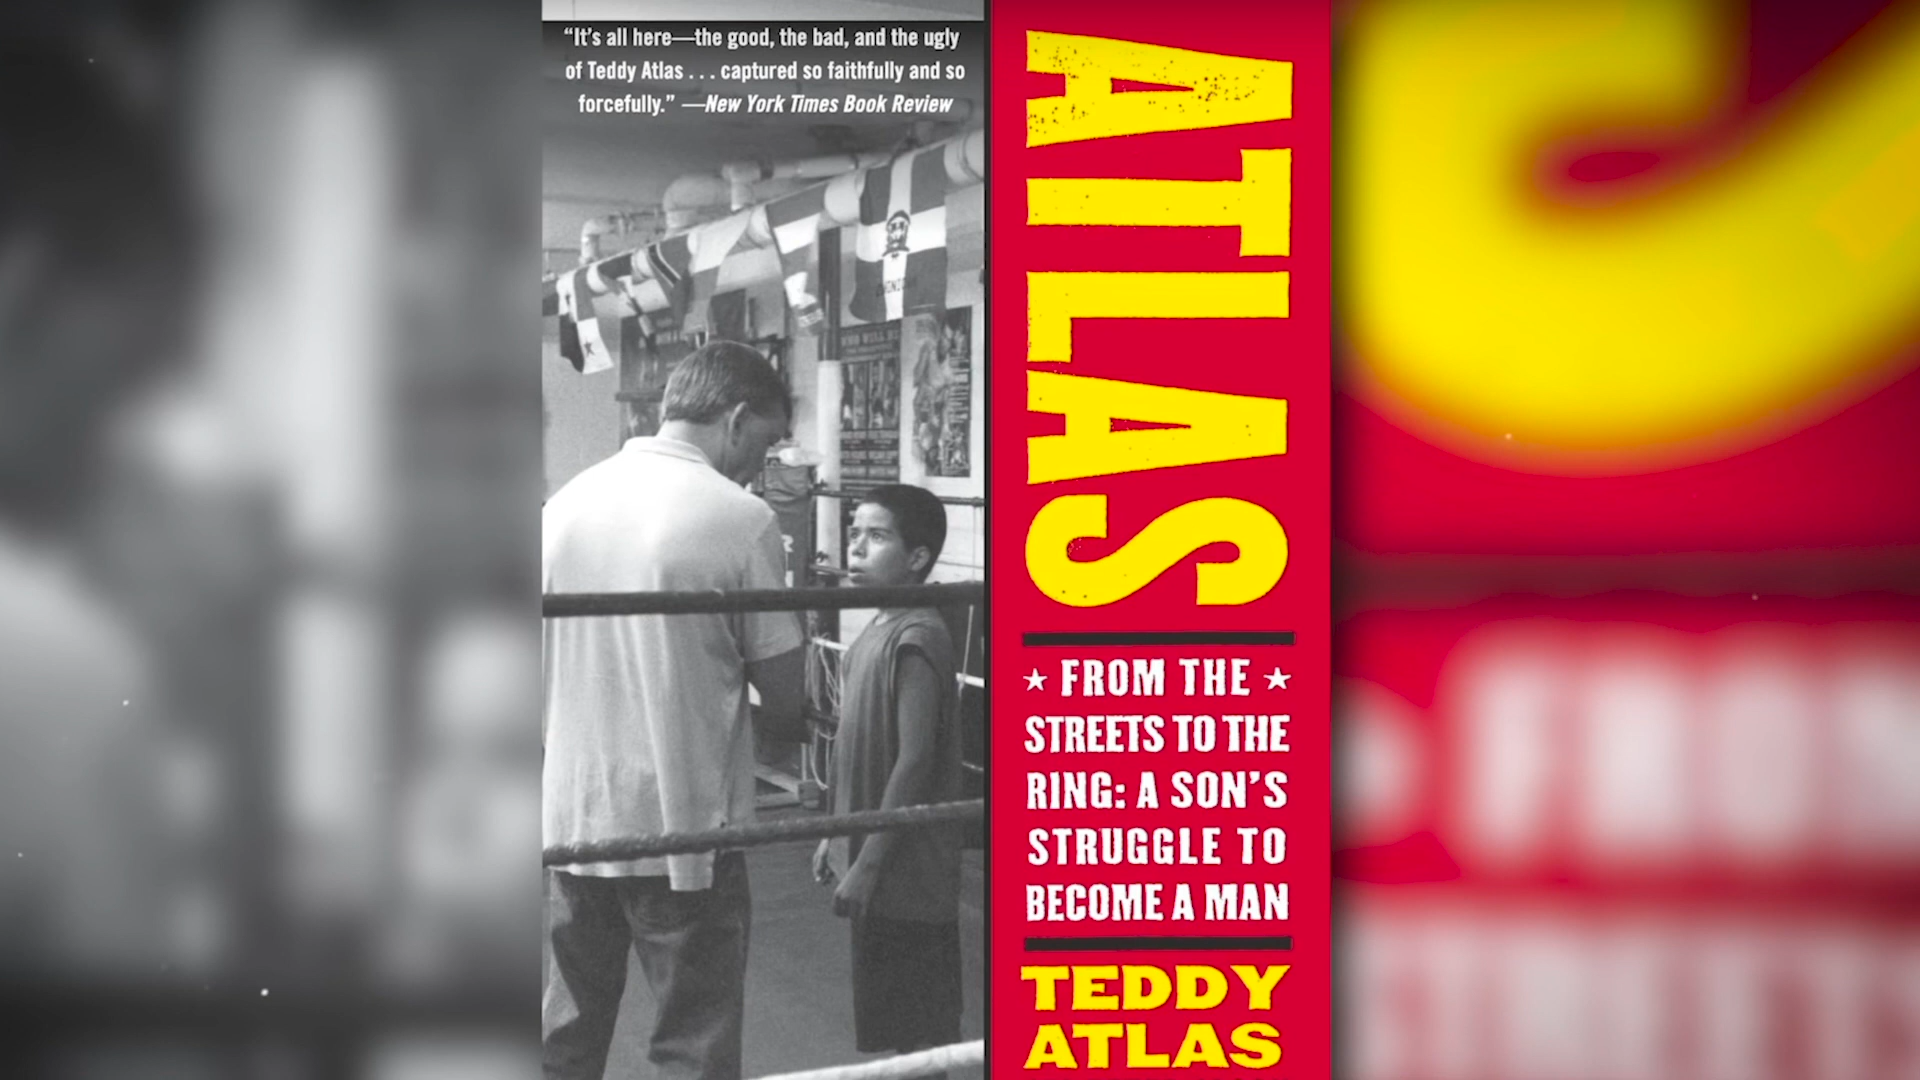 “It’s all here—the good, the bad, and the ugly
of Teddy Atlas . . . captured so faithfully and so
forcefully.” —New York Times Book Review
ATLAS
★ FROM THE ★
STREETS TO THE
RING: A SON’S
STRUGGLE TO
BECOME A MAN
TEDDY
ATLAS